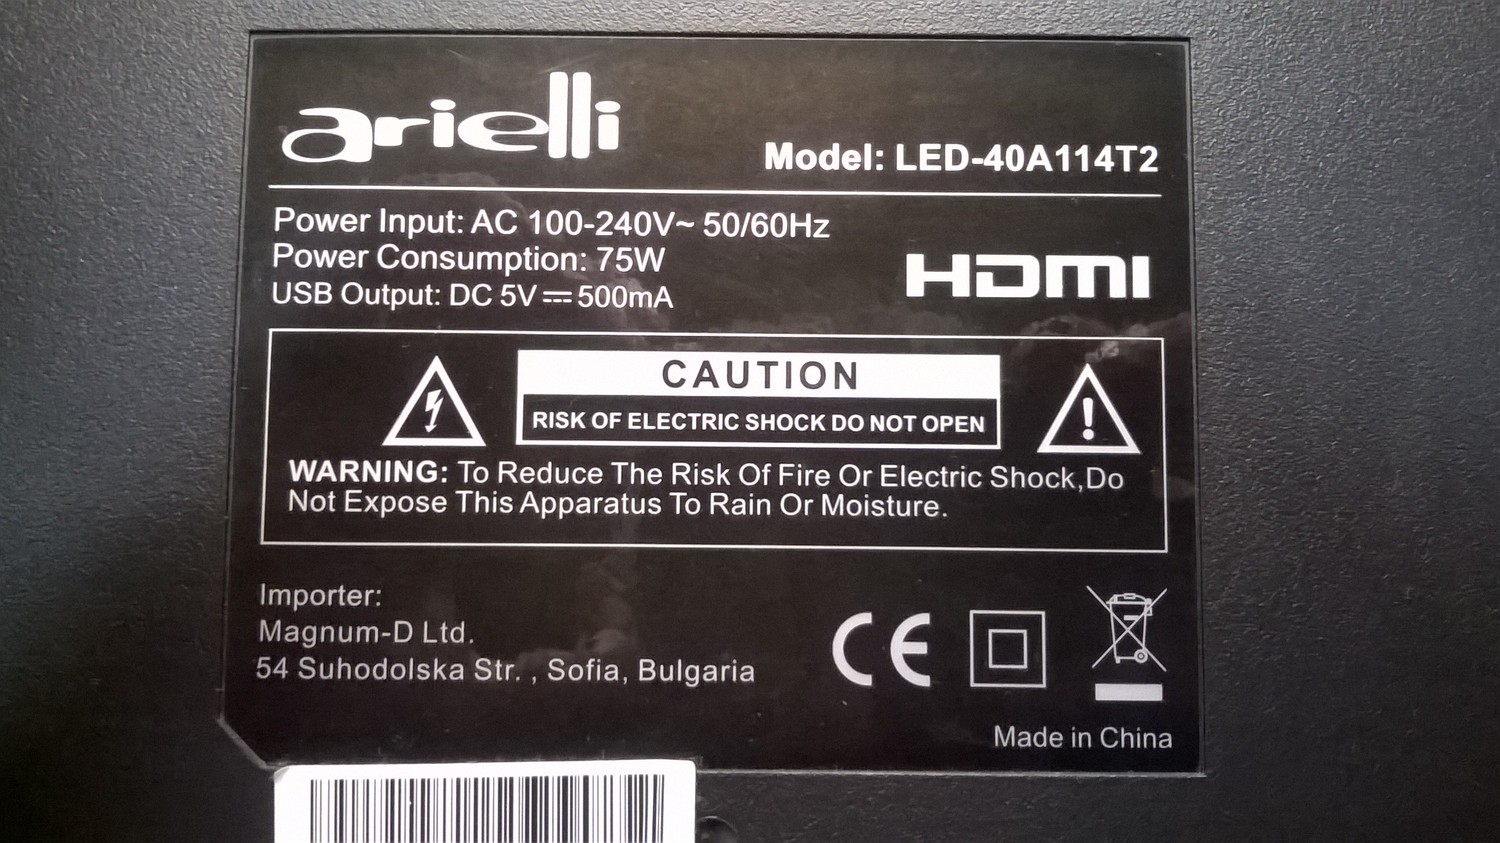 arielli
Model: LED-40A114T2
Power Input: AC 100-240V~ 50/60Hz
Power Consumption: 75W
USB Output: DC 5V⎓500mA
HDMI
CAUTION
RISK OF ELECTRIC SHOCK DO NOT OPEN
WARNING: To Reduce The Risk Of Fire Or Electric Shock,Do
Not Expose This Apparatus To Rain Or Moisture.
Importer:
Magnum-D Ltd.
54 Suhodolska Str. , Sofia, Bulgaria
CE
Made in China